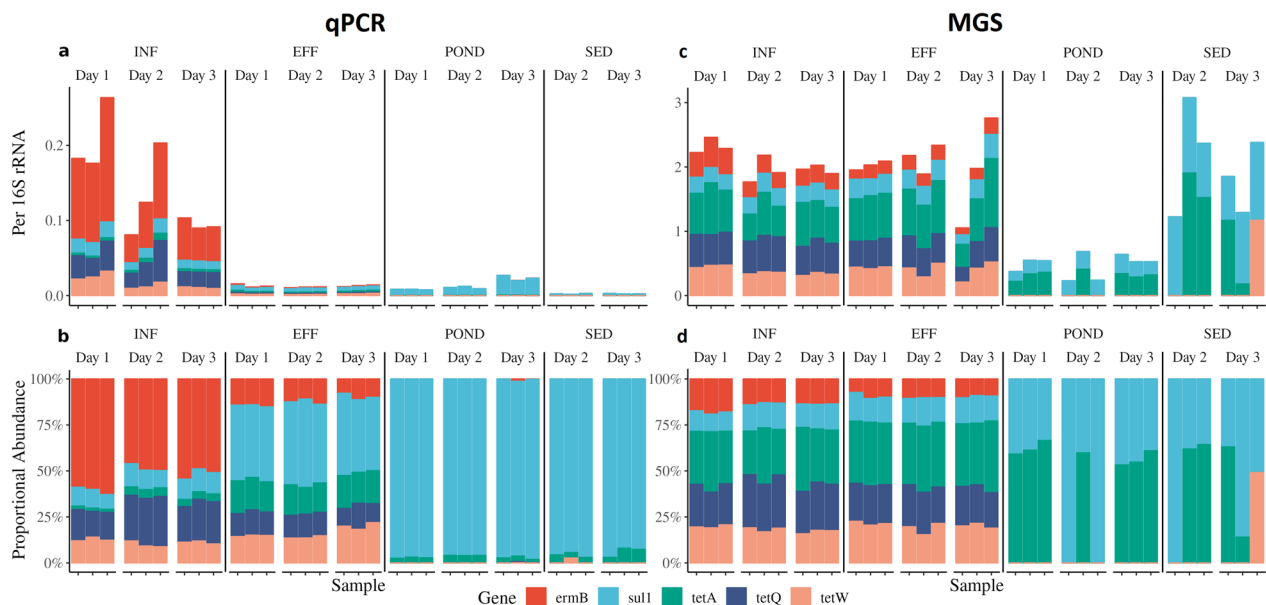 qPCR MGS
a INF EFF POND SED c INF EFF POND SED
Day 1 Day 2 Day 3 Day 1 Day 2 Day 3 Day 1 Day 2 Day 3 Day 2 Day 3 Day 1 Day 2 Day 3 Day 1 Day 2 Day 3 Day 1 Day 2 Day 3 Day 2 Day 3
Per 16S rRNA
0.2
0.1
0.0
3
2
1
0
b INF EFF POND SED d INF EFF POND SED
Day 1 Day 2 Day 3 Day 1 Day 2 Day 3 Day 1 Day 2 Day 3 Day 2 Day 3 Day 1 Day 2 Day 3 Day 1 Day 2 Day 3 Day 1 Day 2 Day 3 Day 2 Day 3
Proportional Abundance
100%
75%
50%
25%
0%
100%
75%
50%
25%
0%
Sample Sample
Gene ermB sul1 tetA tetQ tetW